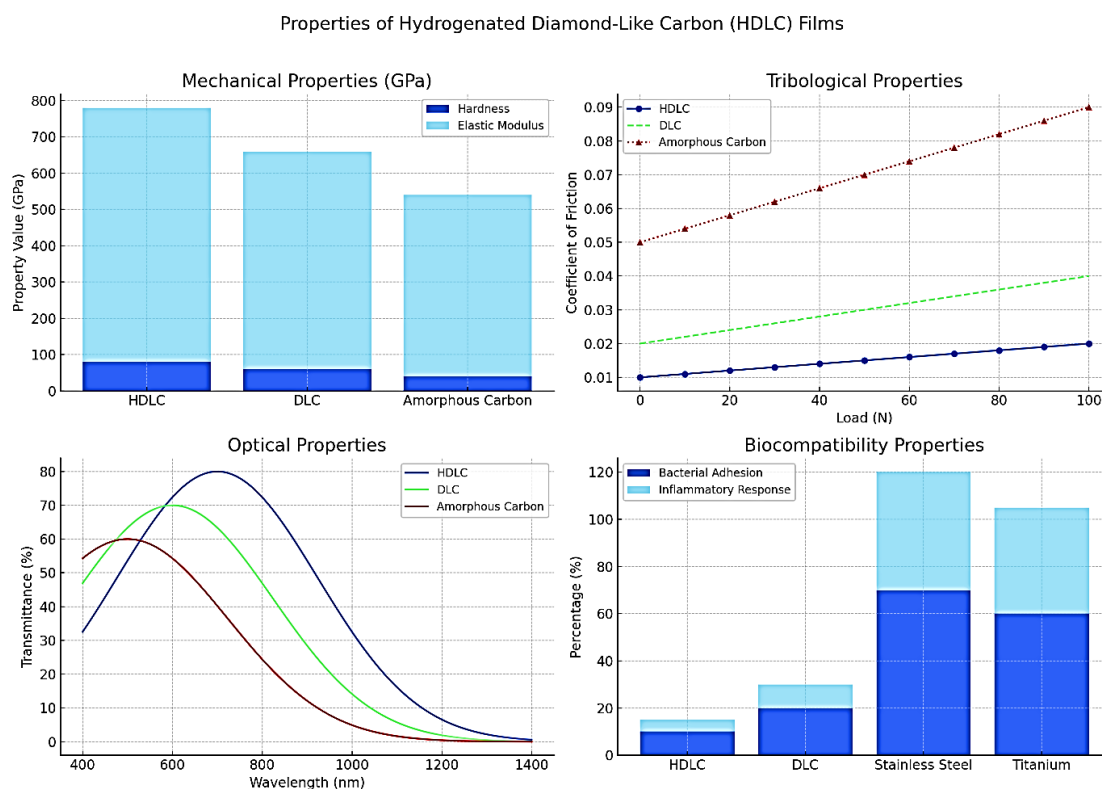 Properties of Hydrogenated Diamond-Like Carbon (HDLC) Films
Mechanical Properties (GPa)
Property Value (GPa)
800
700
600
500
400
300
200
100
0
Hardness
Elastic Modulus
HDLC
DLC
Amorphous Carbon
Tribological Properties
Coefficient of Friction
0.09
0.08
0.07
0.06
0.05
0.04
0.03
0.02
0.01
HDLC
DLC
Amorphous Carbon
0
20
40
60
80
100
Load (N)
Optical Properties
Transmittance (%)
80
70
60
50
40
30
20
10
0
HDLC
DLC
Amorphous Carbon
400
600
800
1000
1200
1400
Wavelength (nm)
Biocompatibility Properties
Percentage (%)
120
100
80
60
40
20
0
Bacterial Adhesion
Inflammatory Response
HDLC
DLC
Stainless Steel
Titanium